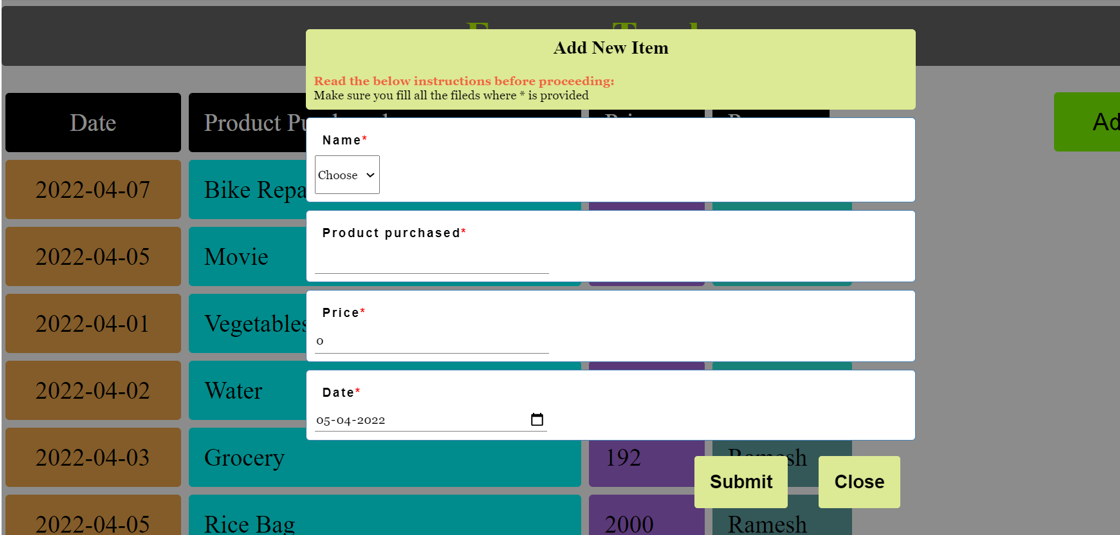 Add New Item
Read the below instructions before proceeding:
Make sure you fill all the fileds where * is provided
Date
Product
Ad
Name*
Choose
2022-04-07
Bike Repa
Product purchased*
2022-04-05
Movie
Price*
0
2022-04-01
Vegetables
2022-04-02
Water
Date*
05-04-2022
2022-04-03
Grocery
192
Ramesh
Submit
Close
2022-04-05
Rice Bag
2000
Ramesh